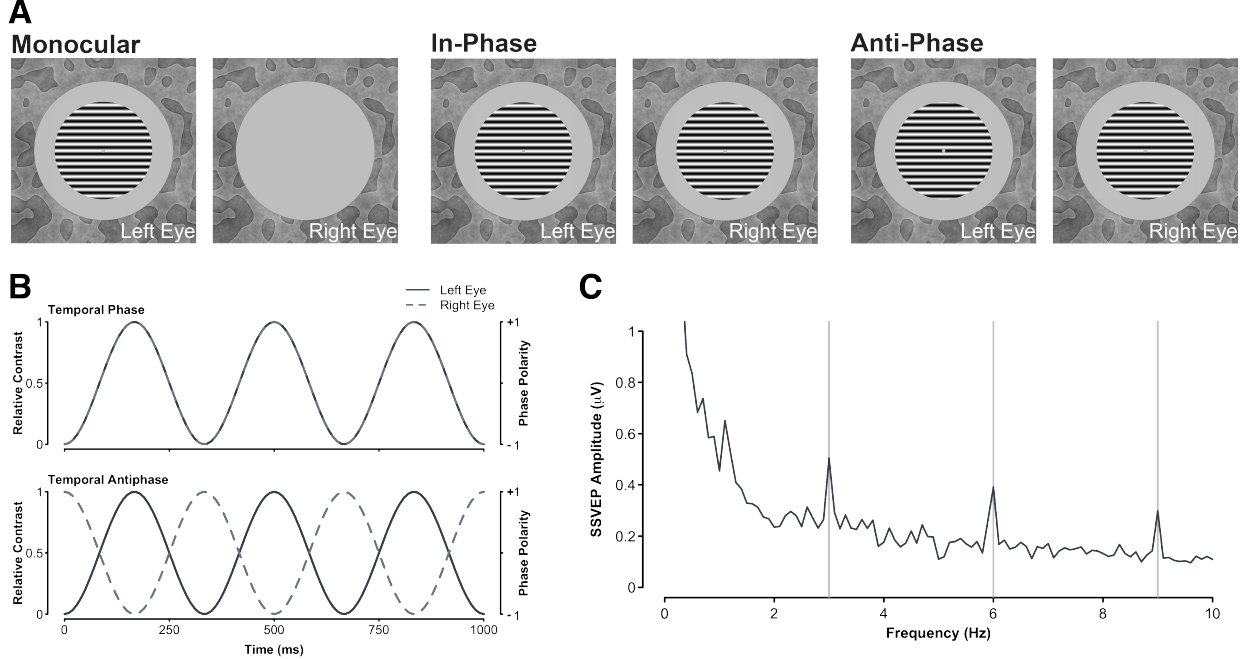 A
Monocular
In-Phase
Anti-Phase
Left Eye
Right Eye
Left Eye
Right Eye
Left Eye
Right Eye
B
Left Eye
Right Eye
Temporal Phase
1
0.5
0
Relative Contrast
+1
-1
Phase Polarity
Temporal Antiphase
1
0.5
0
Relative Contrast
+1
-1
Phase Polarity
0
250
500
750
1000
Time (ms)
C
1
0.8
0.6
0.4
0.2
0
SSVEP Amplitude (μV)
0
2
4
6
8
10
Frequency (Hz)